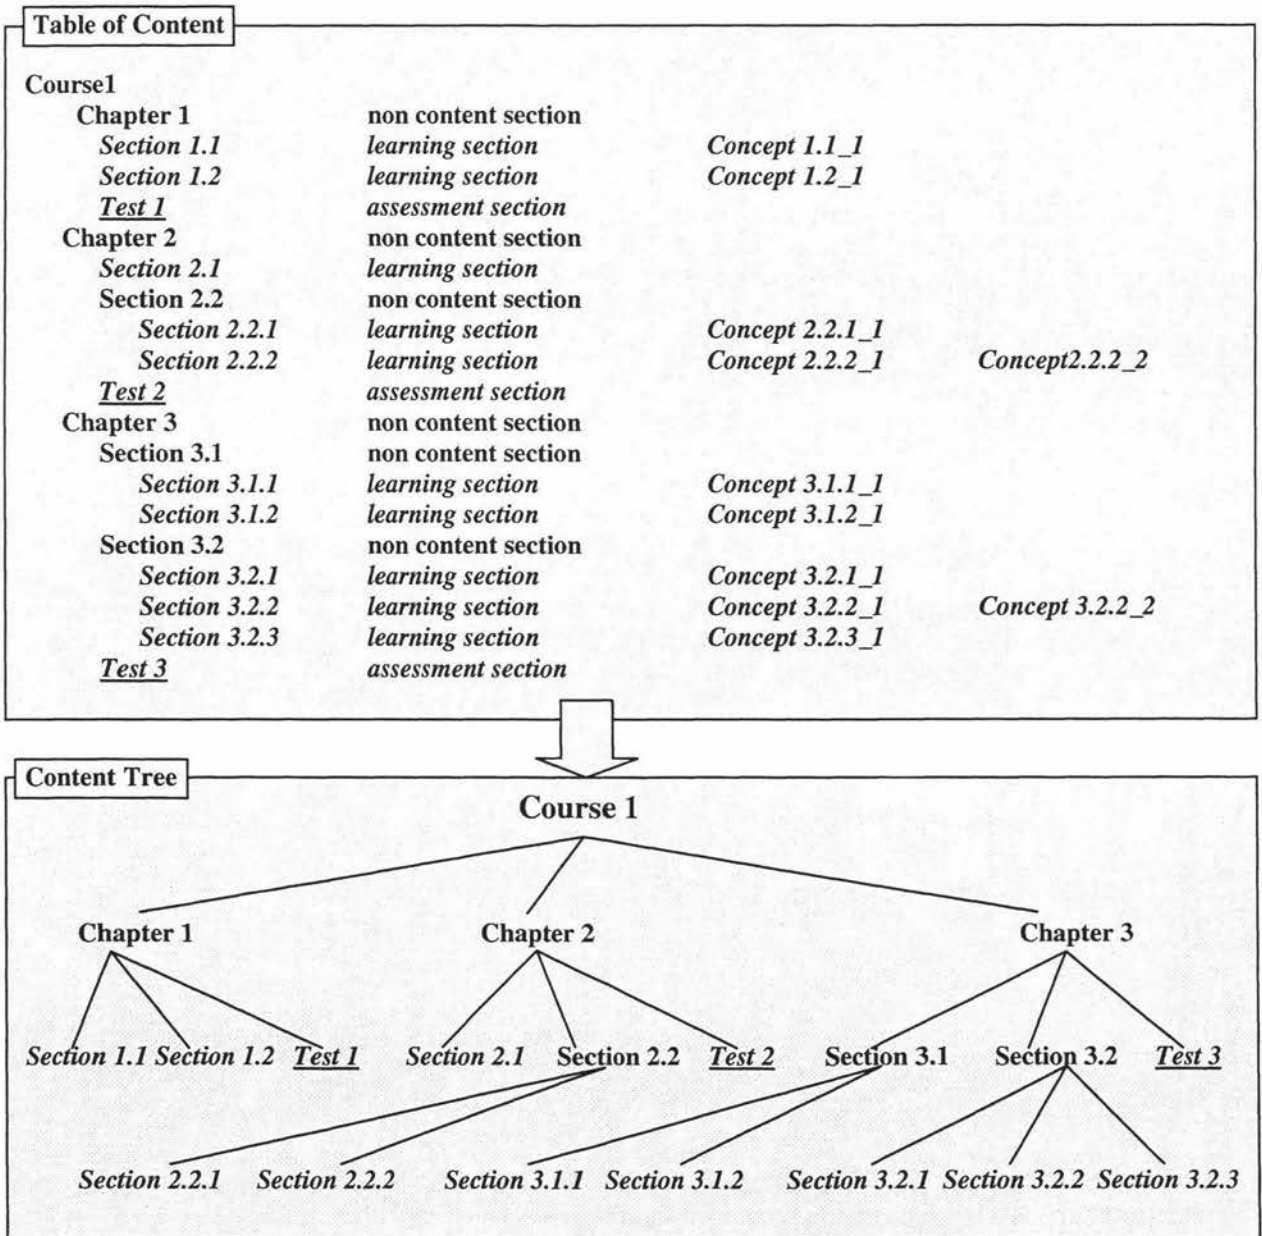 Table of Content
Course1
Chapter 1 non content section
Section 1.1 learning section Concept 1.1_1
Section 1.2 learning section Concept 1.2_1
Test 1 assessment section
Chapter 2 non content section
Section 2.1 learning section
Section 2.2 non content section
Section 2.2.1 learning section Concept 2.2.1_1
Section 2.2.2 learning section Concept 2.2.2_1 Concept2.2.2_2
Test 2 assessment section
Chapter 3 non content section
Section 3.1 non content section
Section 3.1.1 learning section Concept 3.1.1_1
Section 3.1.2 learning section Concept 3.1.2_1
Section 3.2 non content section
Section 3.2.1 learning section Concept 3.2.1_1
Section 3.2.2 learning section Concept 3.2.2_1 Concept 3.2.2_2
Section 3.2.3 learning section Concept 3.2.3_1
Test 3 assessment section
Content Tree
Course 1
Chapter 1 Chapter 2 Chapter 3
Section 1.1 Section 1.2 Test 1 Section 2.1 Section 2.2 Test 2 Section 3.1 Section 3.2 Test 3
Section 2.2.1 Section 2.2.2 Section 3.1.1 Section 3.1.2 Section 3.2.1 Section 3.2.2 Section 3.2.3